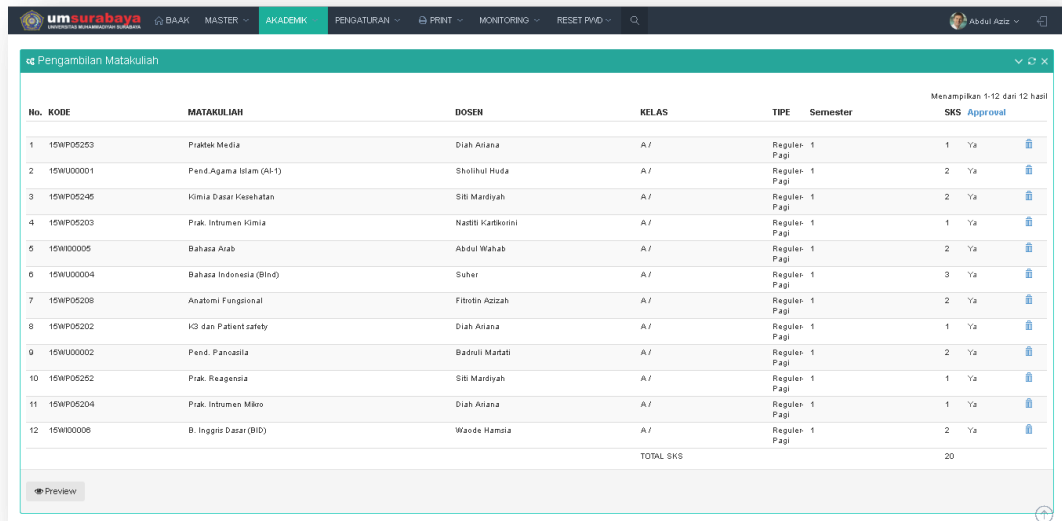 umsurabaya BAAK MASTER AKADEMIK PENGATURAN PRINT MONITORING RESET PWD Abdul Aziz
UNIVERSITAS MUHAMMADIYAH SURABAYA
Pengambilan Matakuliah
Menampilkan 1-12 dari 12 hasil
No. KODE MATAKULIAH DOSEN KELAS TIPE Semester SKS Approval
1 15WP05253 Praktek Media Diah Ariana A / Reguler- 1 1 Ya
Pagi
2 15WU00001 Pend.Agama Islam (AI-1) Sholihul Huda A / Reguler- 1 2 Ya
Pagi
3 15WP05245 Kimia Dasar Kesehatan Siti Mardiyah A / Reguler- 1 2 Ya
Pagi
4 15WP05203 Prak. Intrumen Kimia Nastiti Kartikorini A / Reguler- 1 1 Ya
Pagi
5 15WI00005 Bahasa Arab Abdul Wahab A / Reguler- 1 2 Ya
Pagi
6 15WU00004 Bahasa Indonesia (BInd) Suher A / Reguler- 1 3 Ya
Pagi
7 15WP05208 Anatomi Fungsional Fitrotin Azizah A / Reguler- 1 2 Ya
Pagi
8 15WP05202 K3 dan Patient safety Diah Ariana A / Reguler- 1 1 Ya
Pagi
9 15WU00002 Pend. Pancasila Badruli Martati A / Reguler- 1 2 Ya
Pagi
10 15WP05252 Prak. Reagensia Siti Mardiyah A / Reguler- 1 1 Ya
Pagi
11 15WP05204 Prak. Intrumen Mikro Diah Ariana A / Reguler- 1 1 Ya
Pagi
12 15WI00006 B. Inggris Dasar (BID) Waode Hamsia A / Reguler- 1 2 Ya
Pagi
TOTAL SKS 20
Preview